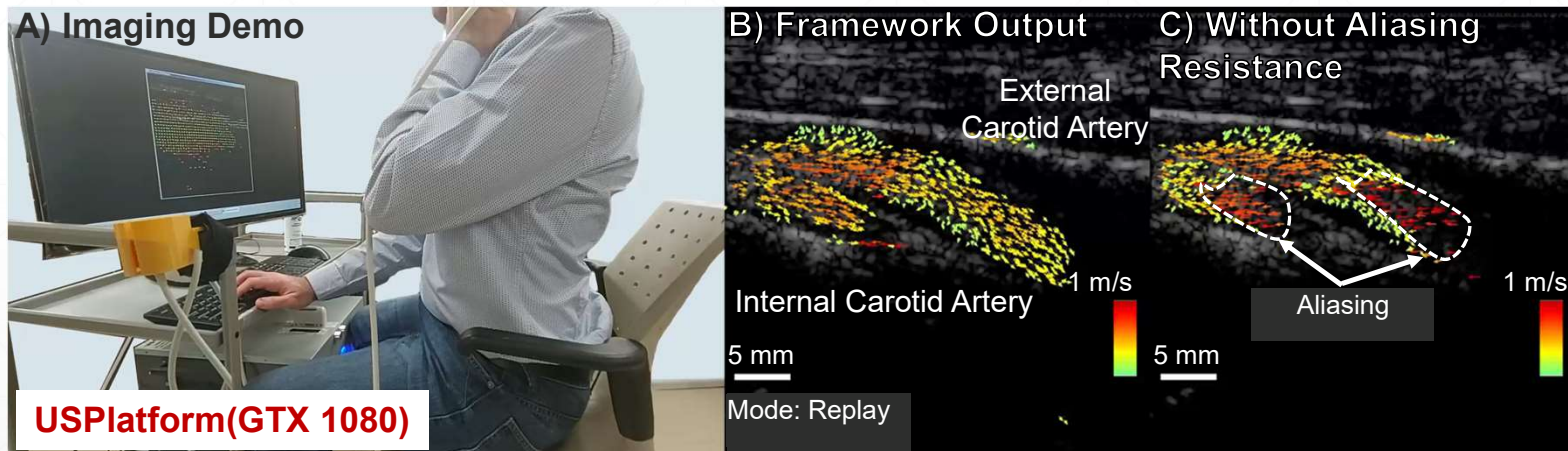 A) Imaging Demo
USPlatform(GTX 1080)
B) Framework Output
External
Carotid Artery
Internal Carotid Artery
1 m/s
5 mm
Mode: Replay
C) Without Aliasing
Resistance
Aliasing
1 m/s
5 mm